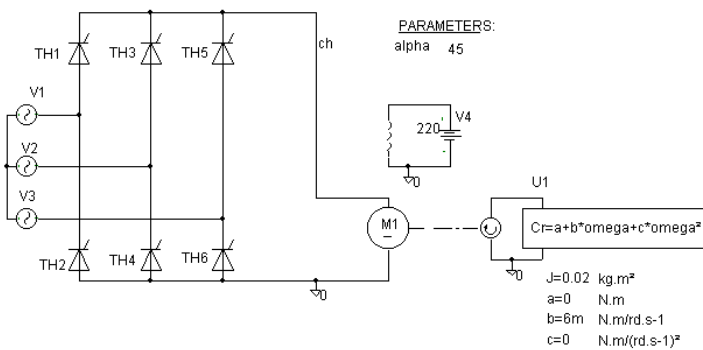 PARAMETERS:
alpha 45
ch
TH1 TH3 TH5
V1
V2
V3
TH2 TH4 TH6
220 V4
0
M1
U1
Cr=a+b*omega+c*omega²
0
0
J=0.02 kg.m²
a=0 N.m
b=6m N.m/rd.s-1
c=0 N.m/(rd.s-1)²